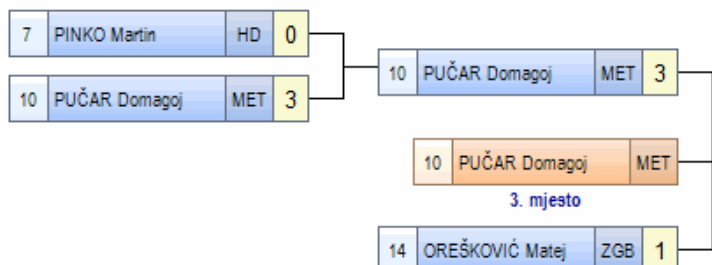 7 PINKO Martin HD 0
10 PUČAR Domagoj MET 3
10 PUČAR Domagoj MET 3
10 PUČAR Domagoj MET
3. mjesto
14 OREŠKOVIĆ Matej ZGB 1